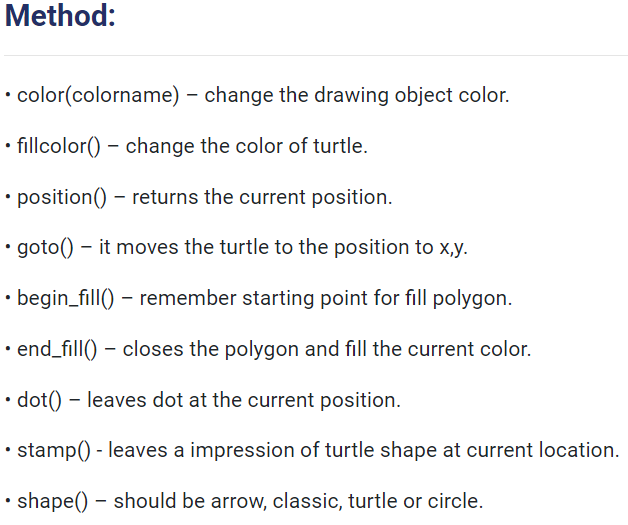 Method:
• color(colorname) – change the drawing object color.
• fillcolor() – change the color of turtle.
• position() – returns the current position.
• goto() – it moves the turtle to the position to x,y.
• begin_fill() – remember starting point for fill polygon.
• end_fill() – closes the polygon and fill the current color.
• dot() – leaves dot at the current position.
• stamp() - leaves a impression of turtle shape at current location.
• shape() – should be arrow, classic, turtle or circle.